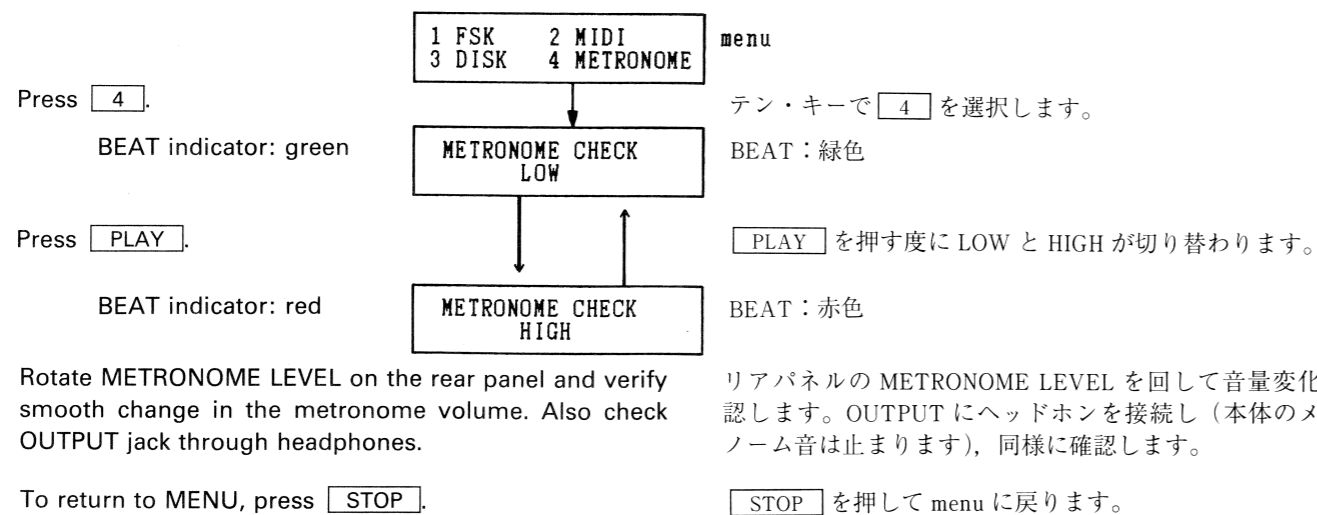 1 FSK 2 MIDI menu
3 DISK 4 METRONOME
Press 4. テン・キーで 4 を選択します。
BEAT indicator: green METRONOME CHECK BEAT：緑色
LOW
Press PLAY. PLAY を押す度に LOW と HIGH が切り替わります。
BEAT indicator: red METRONOME CHECK BEAT：赤色
HIGH
Rotate METRONOME LEVEL on the rear panel and verify
smooth change in the metronome volume. Also check
OUTPUT jack through headphones.
リアパネルの METRONOME LEVEL を回して音量変化
認します。OUTPUT にヘッドホンを接続し（本体のメ
ノーム音は止まります），同様に確認します。
To return to MENU, press STOP. STOP を押して menu に戻ります。